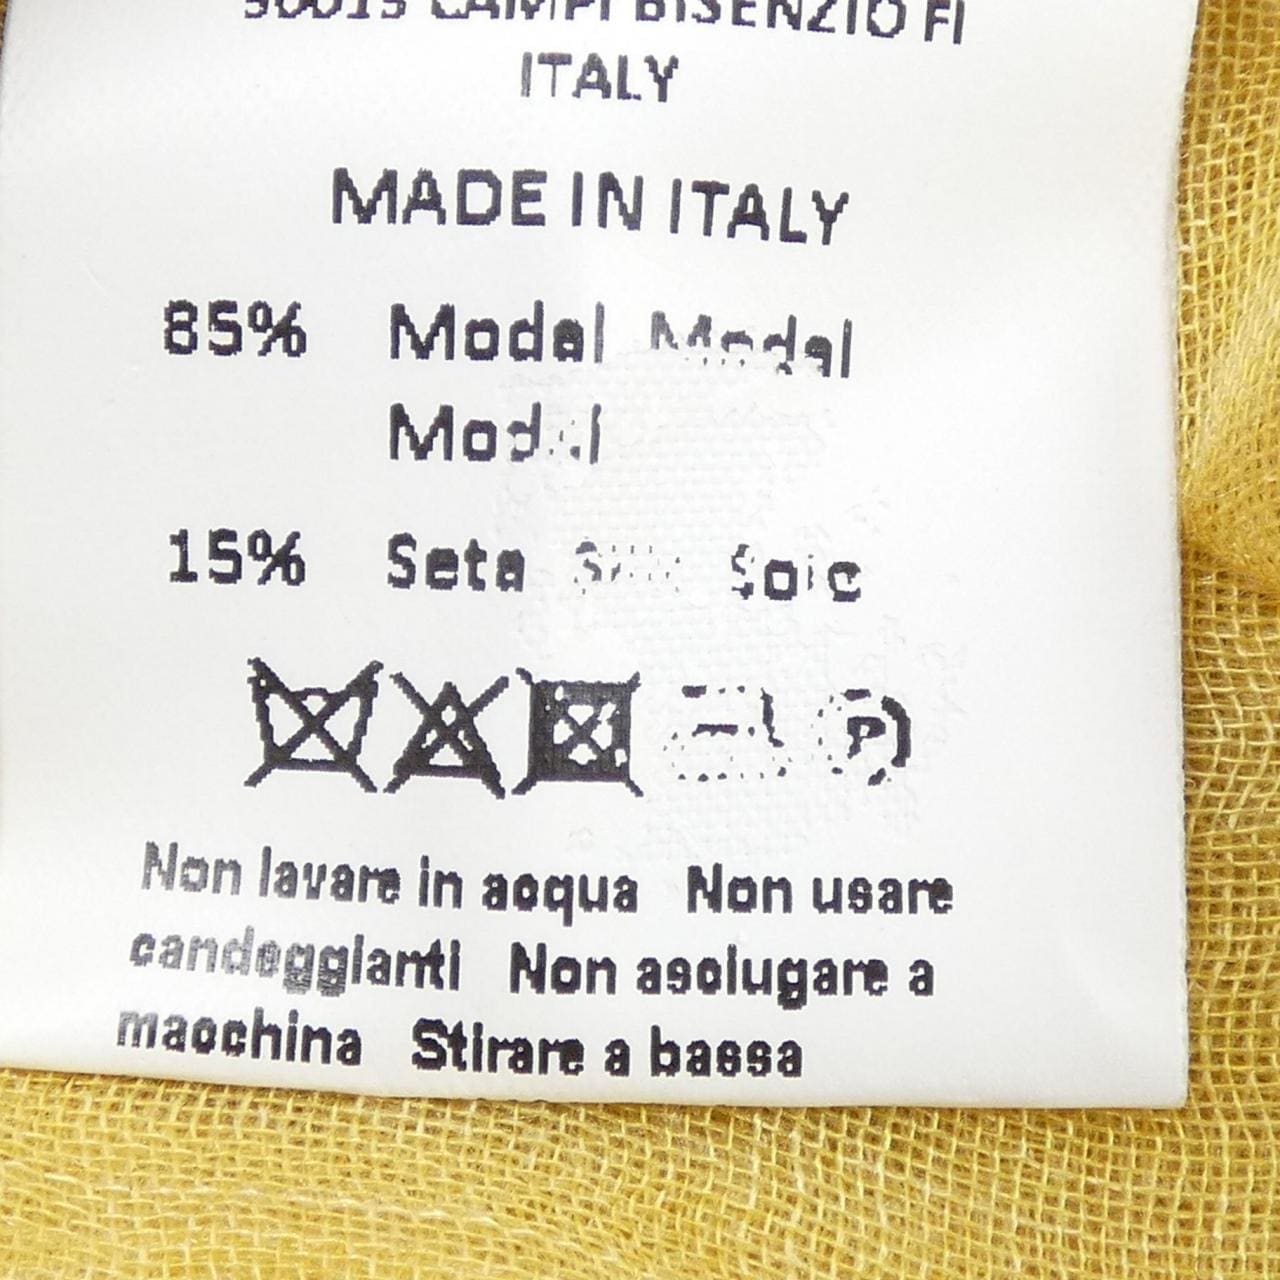 CAMPI BISENZIO FI
ITALY
MADE IN ITALY
85% Modal Modal
Modal
15% Seta Soie
Non lavare in acqua Non usare
candeggianti Non asciugare a
macchina Stirare a bassa